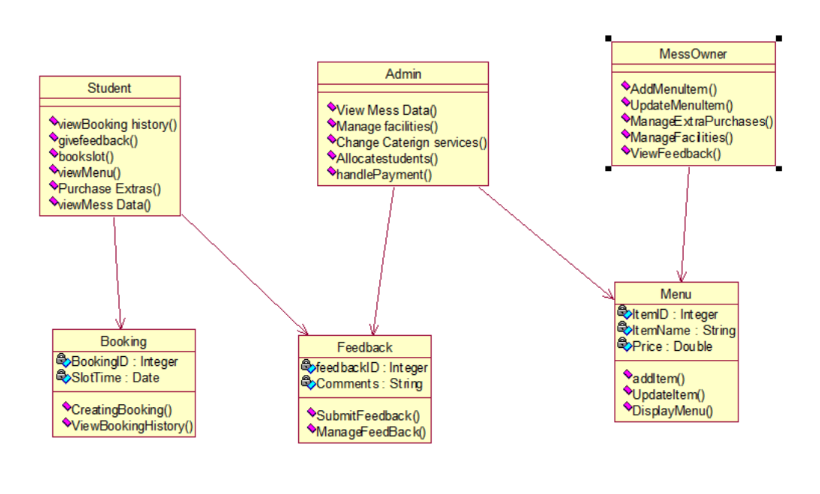 Student
viewBooking history()
givefeedback()
bookslot()
viewMenu()
Purchase Extras()
viewMess Data()
Admin
View Mess Data()
Manage facilities()
Change Caterign services()
Allocatestudents()
handlePayment()
MessOwner
AddMenuItem()
UpdateMenuItem()
ManageExtraPurchases()
ManageFacilities()
ViewFeedback()
Booking
BookingID : Integer
SlotTime : Date
CreatingBooking()
ViewBookingHistory()
Feedback
feedbackID : Integer
Comments : String
SubmitFeedback()
ManageFeedBack()
Menu
ItemID : Integer
ItemName : String
Price : Double
addItem()
UpdateItem()
DisplayMenu()